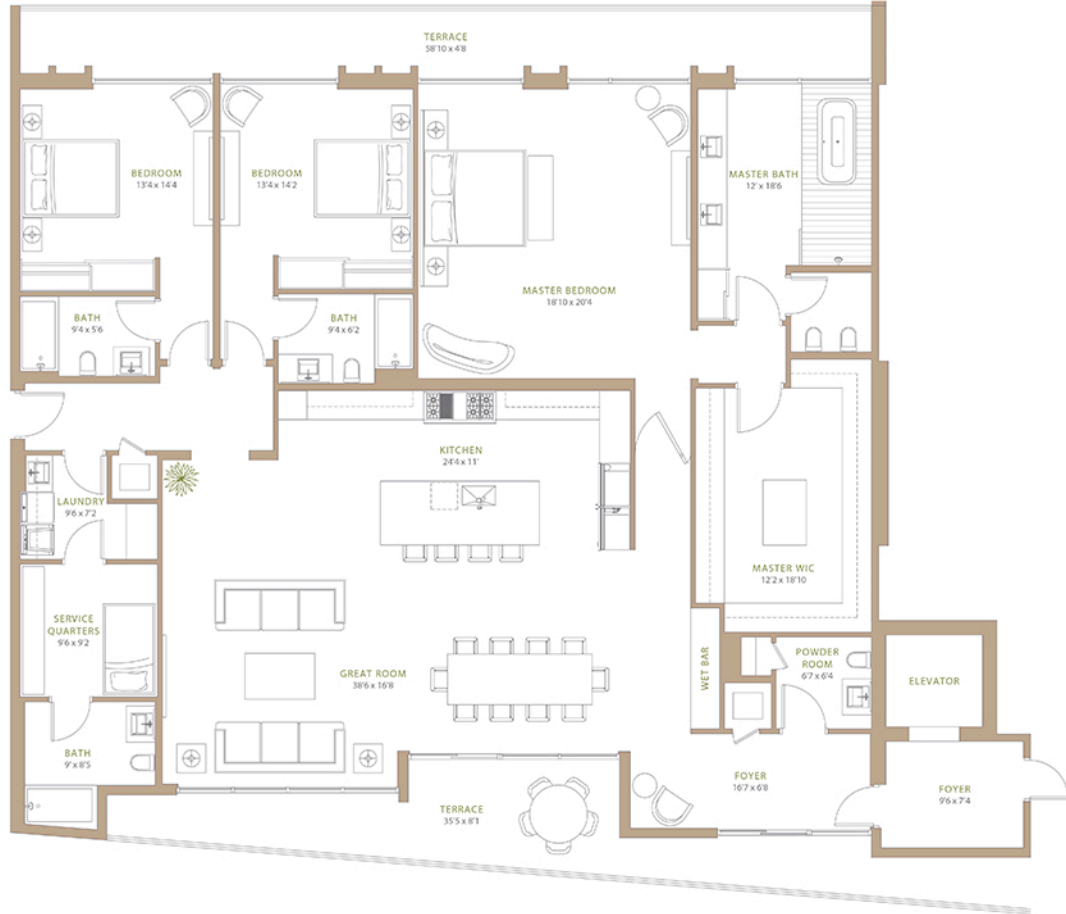 TERRACE
58'10 x 4'8
BEDROOM
13'4 x 14'4
BEDROOM
13'4 x 14'2
MASTER BATH
12' x 18'6
MASTER BEDROOM
18'10 x 20'4
BATH
9'4 x 5'6
BATH
9'4 x 6'2
KITCHEN
24'4 x 11'
LAUNDRY
9'6 x 7'2
MASTER WIC
12'2 x 18'10
SERVICE
QUARTERS
9'6 x 9'2
GREAT ROOM
38'6 x 16'8
WET BAR
POWDER
ROOM
6'7 x 6'4
ELEVATOR
BATH
9' x 8'5
FOYER
16'7 x 6'8
FOYER
9'6 x 7'4
TERRACE
35'5 x 8'1